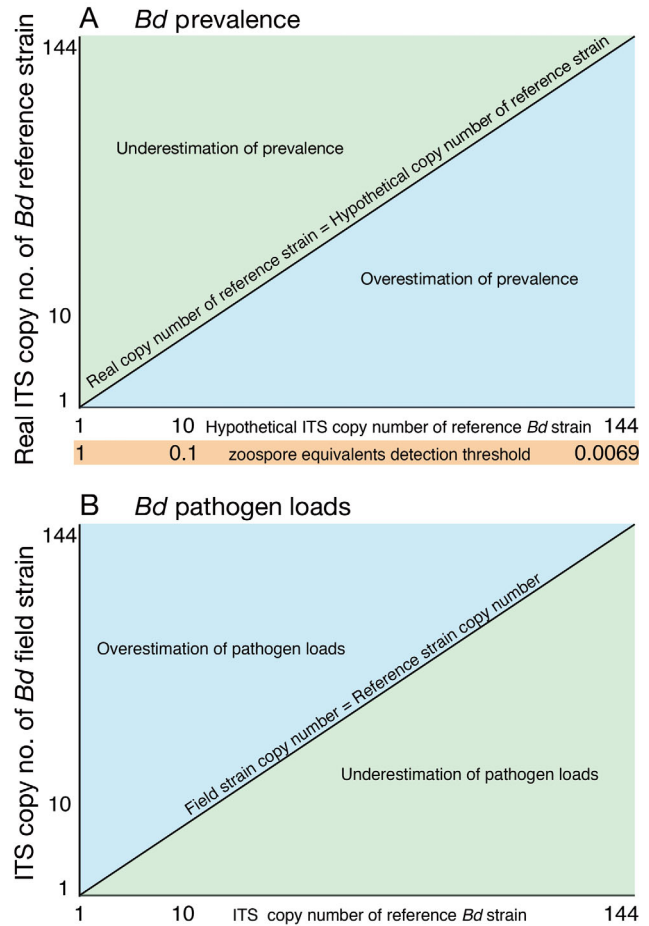 A Bd prevalence
Real ITS copy no. of Bd reference strain
144
10
1
Underestimation of prevalence
Real copy number of reference strain = Hypothetical copy number of reference strain
Overestimation of prevalence
1 10 Hypothetical ITS copy number of reference Bd strain 144
1 0.1 zoospore equivalents detection threshold 0.0069
B Bd pathogen loads
ITS copy no. of Bd field strain
144
10
1
Overestimation of pathogen loads
Field strain copy number = Reference strain copy number
Underestimation of pathogen loads
1 10 ITS copy number of reference Bd strain 144